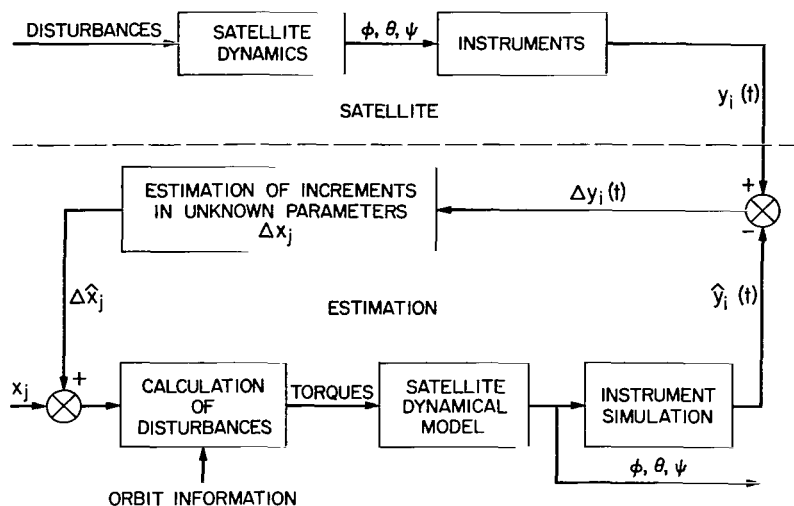 DISTURBANCES
SATELLITE
DYNAMICS
φ, θ, ψ
INSTRUMENTS
y_i (t)
SATELLITE
ESTIMATION OF INCREMENTS
IN UNKNOWN PARAMETERS
Δx_j
Δy_i (t)
+
−
Δx̂_j
ESTIMATION
ŷ_i (t)
x_j
+
CALCULATION
OF
DISTURBANCES
TORQUES
SATELLITE
DYNAMICAL
MODEL
INSTRUMENT
SIMULATION
φ, θ, ψ
ORBIT INFORMATION